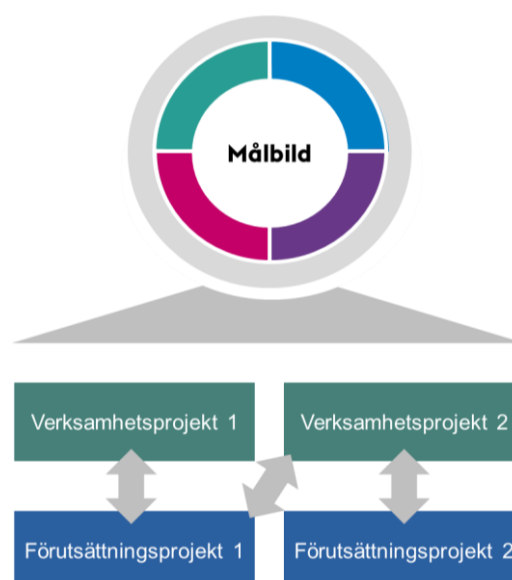 Målbild
Verksamhetsprojekt 1
Verksamhetsprojekt 2
Förutsättningsprojekt 1
Förutsättningsprojekt 2